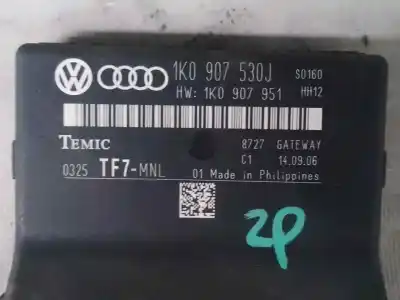 1K0 907 530J S0160
HW: 1K0 907 951 HH12
TEMIC 8727 GATEWAY
C1 14.09.06
0325 TF7-MNL 01 Made in Philippines
2P